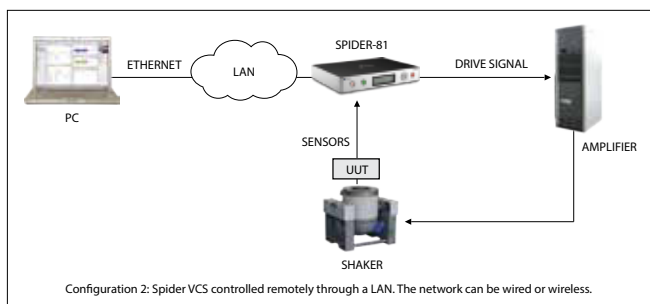 SPIDER-81
ETHERNET
LAN
DRIVE SIGNAL
PC
SENSORS
AMPLIFIER
UUT
SHAKER
Configuration 2: Spider VCS controlled remotely through a LAN. The network can be wired or wireless.